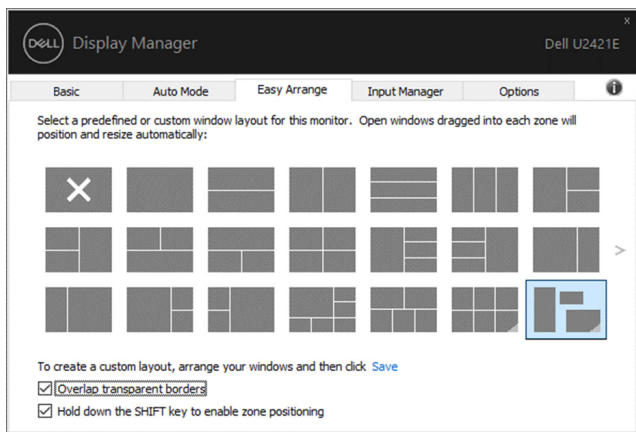 x
DELL Display Manager Dell U2421E
Basic Auto Mode Easy Arrange Input Manager Options i
Select a predefined or custom window layout for this monitor. Open windows dragged into each zone will
position and resize automatically:
>
To create a custom layout, arrange your windows and then click Save
Overlap transparent borders
Hold down the SHIFT key to enable zone positioning